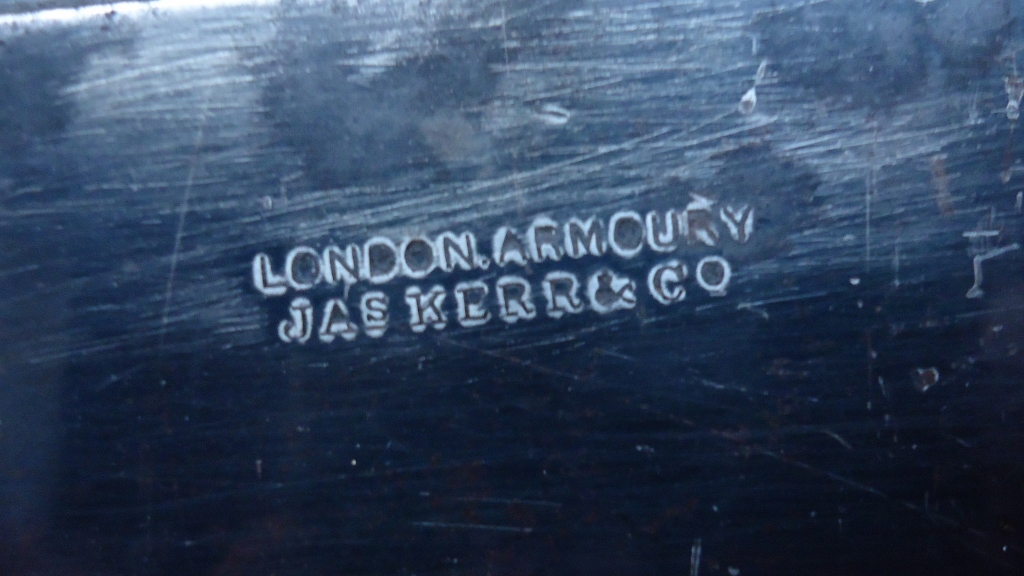 LONDON.ARMOURY
JAS KERR & CO